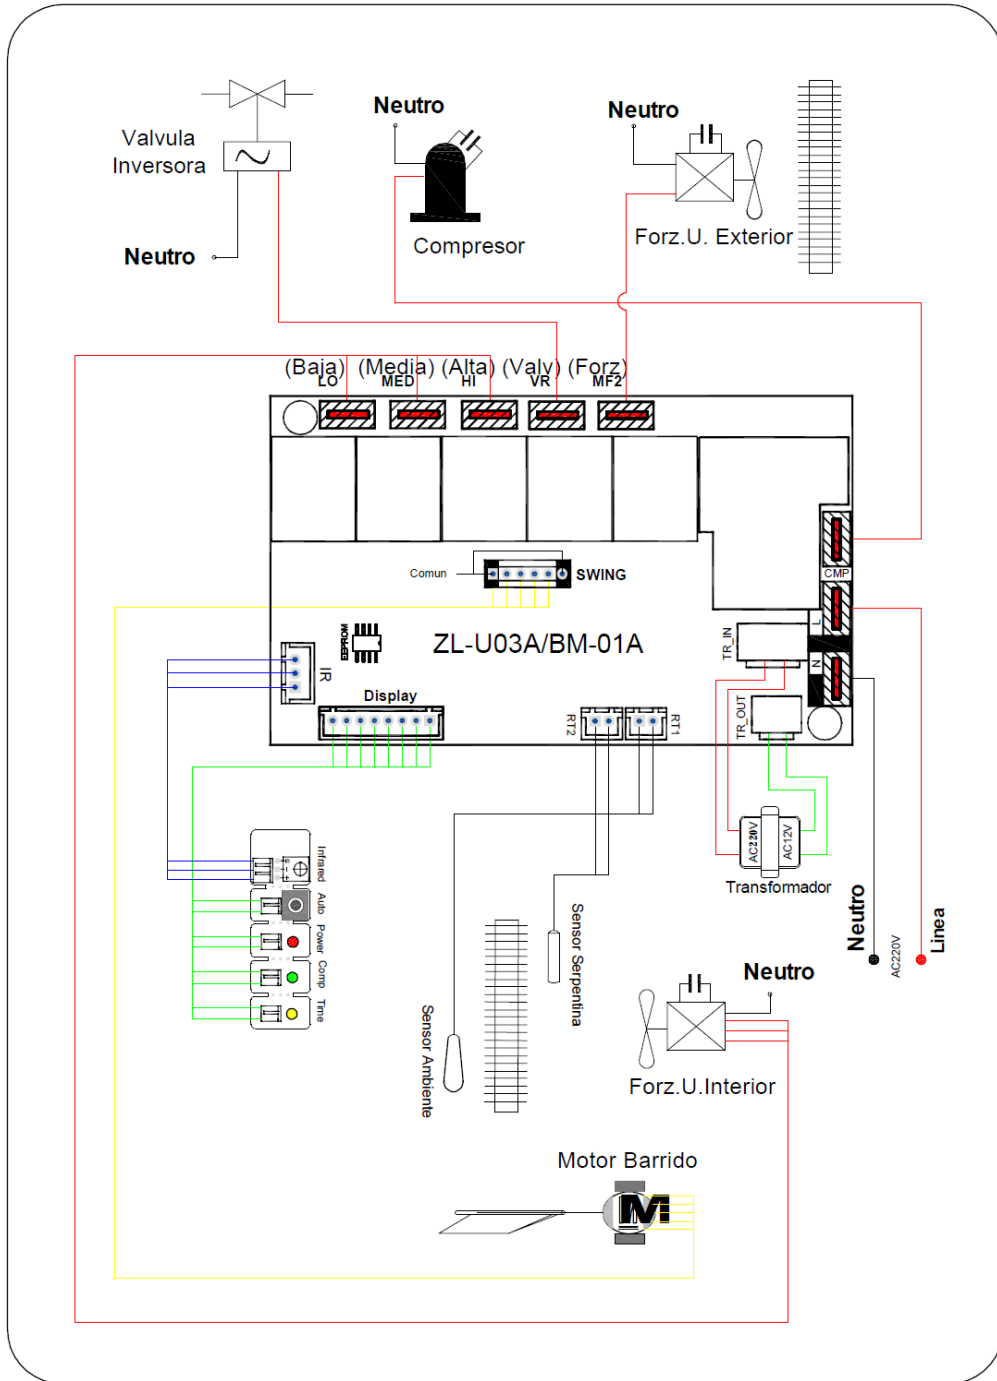 Neutro
Neutro
Valvula
Inversora
Neutro
Compresor
Forz.U. Exterior
(Baja) (Media) (Alta) (Valv) (Forz)
LO MED HI VR MF2
CMP
Comun
SWING
EEPROM
ZL-U03A/BM-01A
TR_IN
L
N
IR
Display
RT2
RT1
TR_OUT
AC220V
AC12V
Transformador
Infrared
S
-
+
Auto
Power
Comp
Time
Sensor Ambiente
Sensor Serpentina
Neutro
AC220V
Linea
Neutro
Forz.U.Interior
Motor Barrido
M